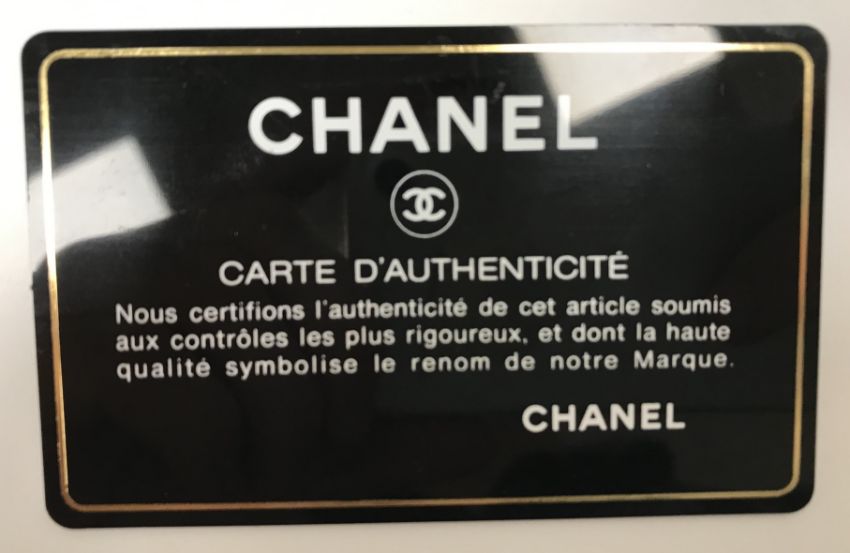 CHANEL
CARTE D'AUTHENTICITÉ
Nous certifions l'authenticité de cet article soumis
aux contrôles les plus rigoureux, et dont la haute
qualité symbolise le renom de notre Marque.
CHANEL